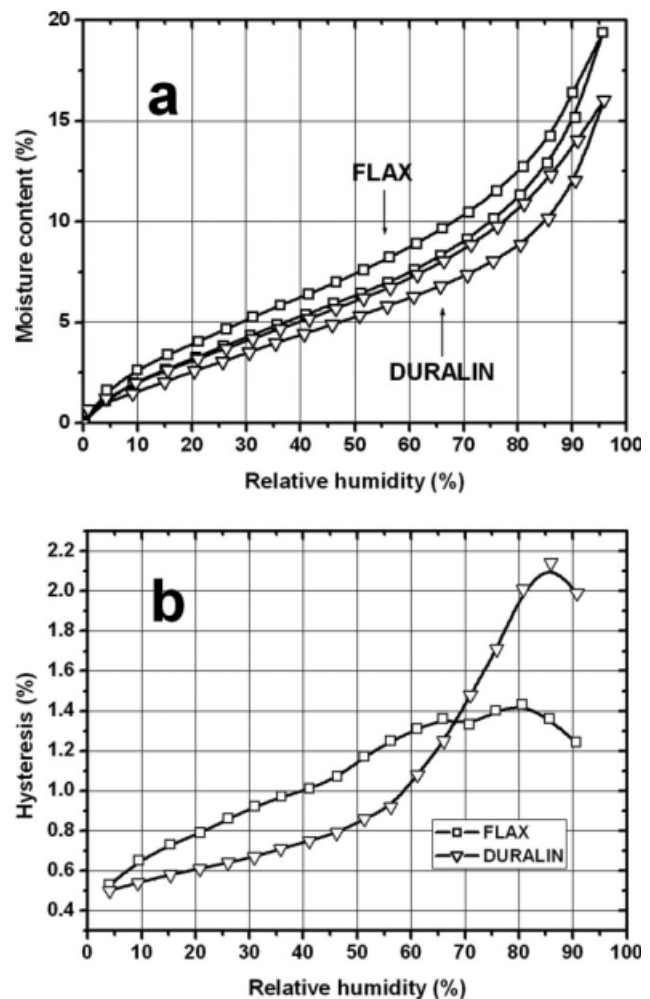 20
15
10
5
0
Moisture content (%)
a
FLAX
DURALIN
0 10 20 30 40 50 60 70 80 90 100
Relative humidity (%)
2.2
2.0
1.8
1.6
1.4
1.2
1.0
0.8
0.6
0.4
Hysteresis (%)
b
FLAX
DURALIN
0 10 20 30 40 50 60 70 80 90 100
Relative humidity (%)